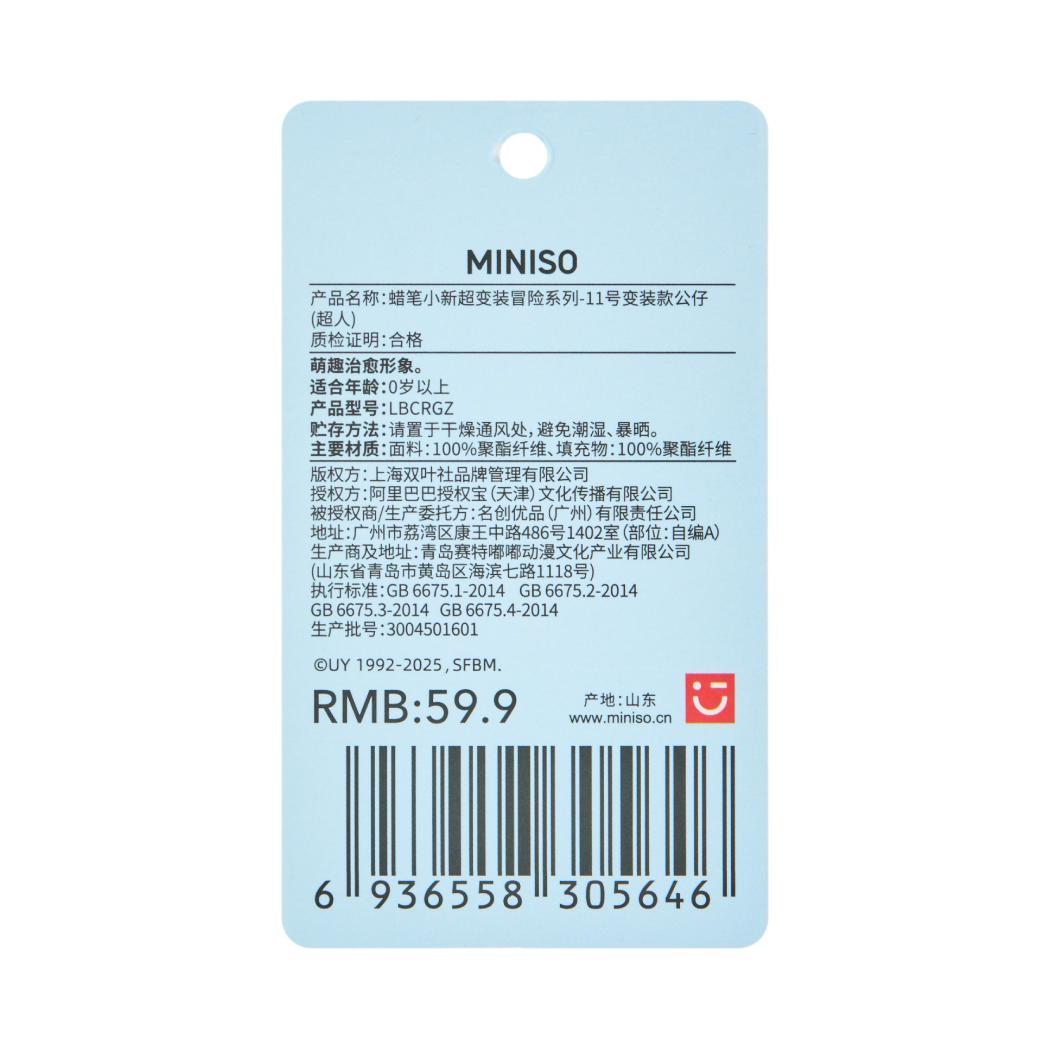 MINISO
产品名称:蜡笔小新超变装冒险系列-11号变装款公仔
(超人)
质检证明:合格
萌趣治愈形象。
适合年龄:0岁以上
产品型号:LBCRGZ
贮存方法:请置于干燥通风处,避免潮湿、暴晒。
主要材质:面料:100%聚酯纤维、填充物:100%聚酯纤维
版权方:上海双叶社品牌管理有限公司
授权方:阿里巴巴授权宝(天津)文化传播有限公司
被授权商/生产委托方:名创优品(广州)有限责任公司
地址:广州市荔湾区康王中路486号1402室(部位:自编A)
生产商及地址:青岛赛特嘟嘟动漫文化产业有限公司
(山东省青岛市黄岛区海滨七路1118号)
执行标准:GB 6675.1-2014 GB 6675.2-2014
GB 6675.3-2014 GB 6675.4-2014
生产批号:3004501601
©UY 1992-2025, SFBM.
RMB:59.9
产地:山东
www.miniso.cn
6 936558 305646